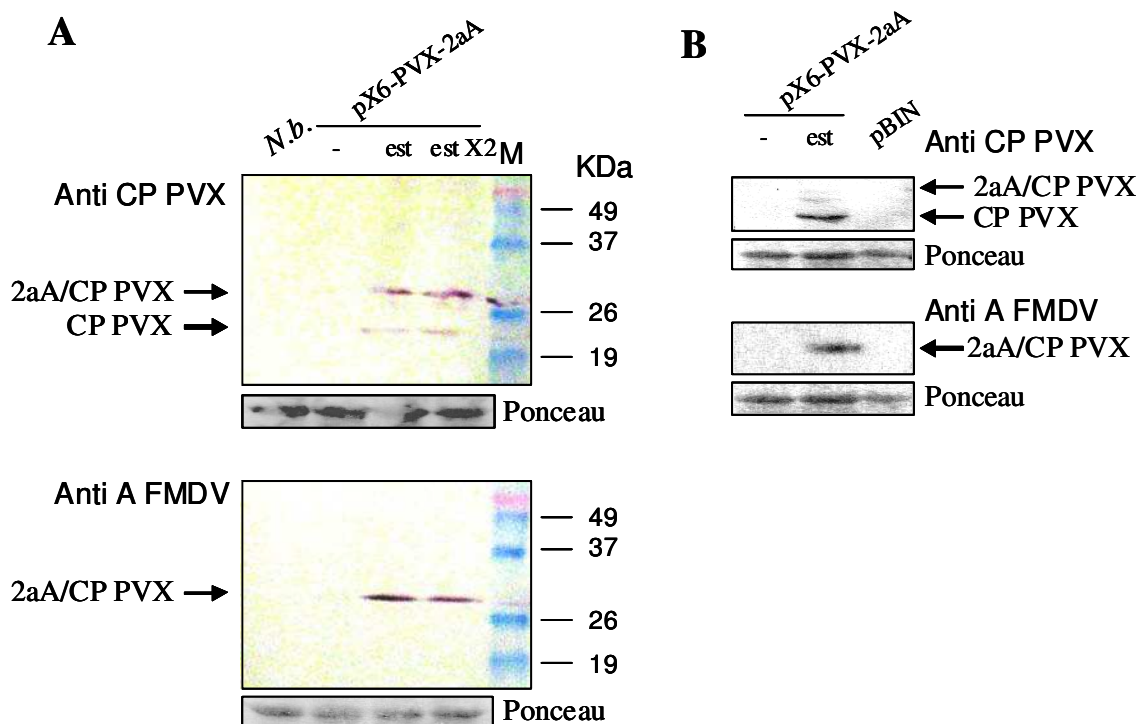 A
N.b.
pX6-PVX-2aA
- est est X2 M
KDa
Anti CP PVX
49
37
2aA/CP PVX
26
CP PVX
19
Ponceau
Anti A FMDV
49
37
2aA/CP PVX
26
19
Ponceau
B
pX6-PVX-2aA
- est pBIN
Anti CP PVX
2aA/CP PVX
CP PVX
Ponceau
Anti A FMDV
2aA/CP PVX
Ponceau